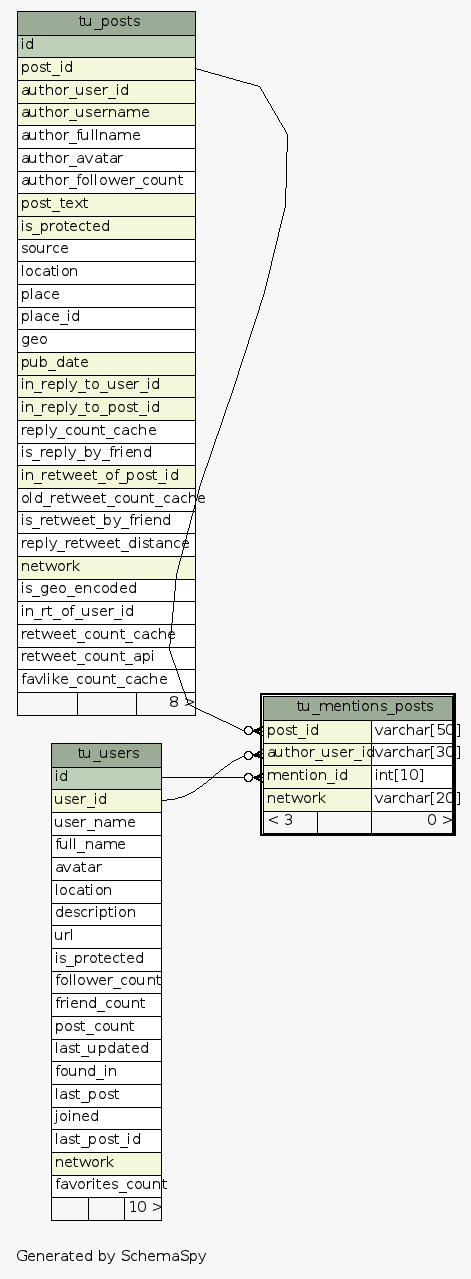 tu_posts
id
post_id
author_user_id
author_username
author_fullname
author_avatar
author_follower_count
post_text
is_protected
source
location
place
place_id
geo
pub_date
in_reply_to_user_id
in_reply_to_post_id
reply_count_cache
is_reply_by_friend
in_retweet_of_post_id
old_retweet_count_cache
is_retweet_by_friend
reply_retweet_distance
network
is_geo_encoded
in_rt_of_user_id
retweet_count_cache
retweet_count_api
favlike_count_cache
8 >
tu_mentions_posts
post_id varchar[50]
author_user_id varchar[30]
mention_id int[10]
network varchar[20]
< 3 0 >
tu_users
id
user_id
user_name
full_name
avatar
location
description
url
is_protected
follower_count
friend_count
post_count
last_updated
found_in
last_post
joined
last_post_id
network
favorites_count
10 >
Generated by SchemaSpy